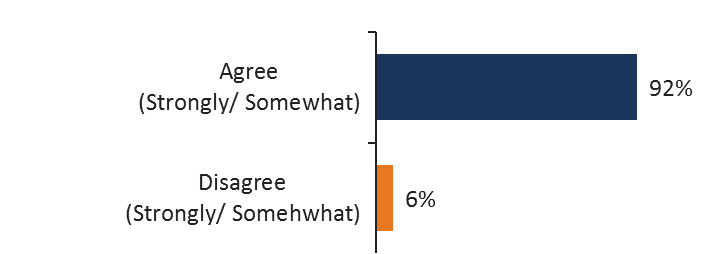 Agree
(Strongly/ Somewhat)
92%
Disagree
(Strongly/ Somehwhat)
6%